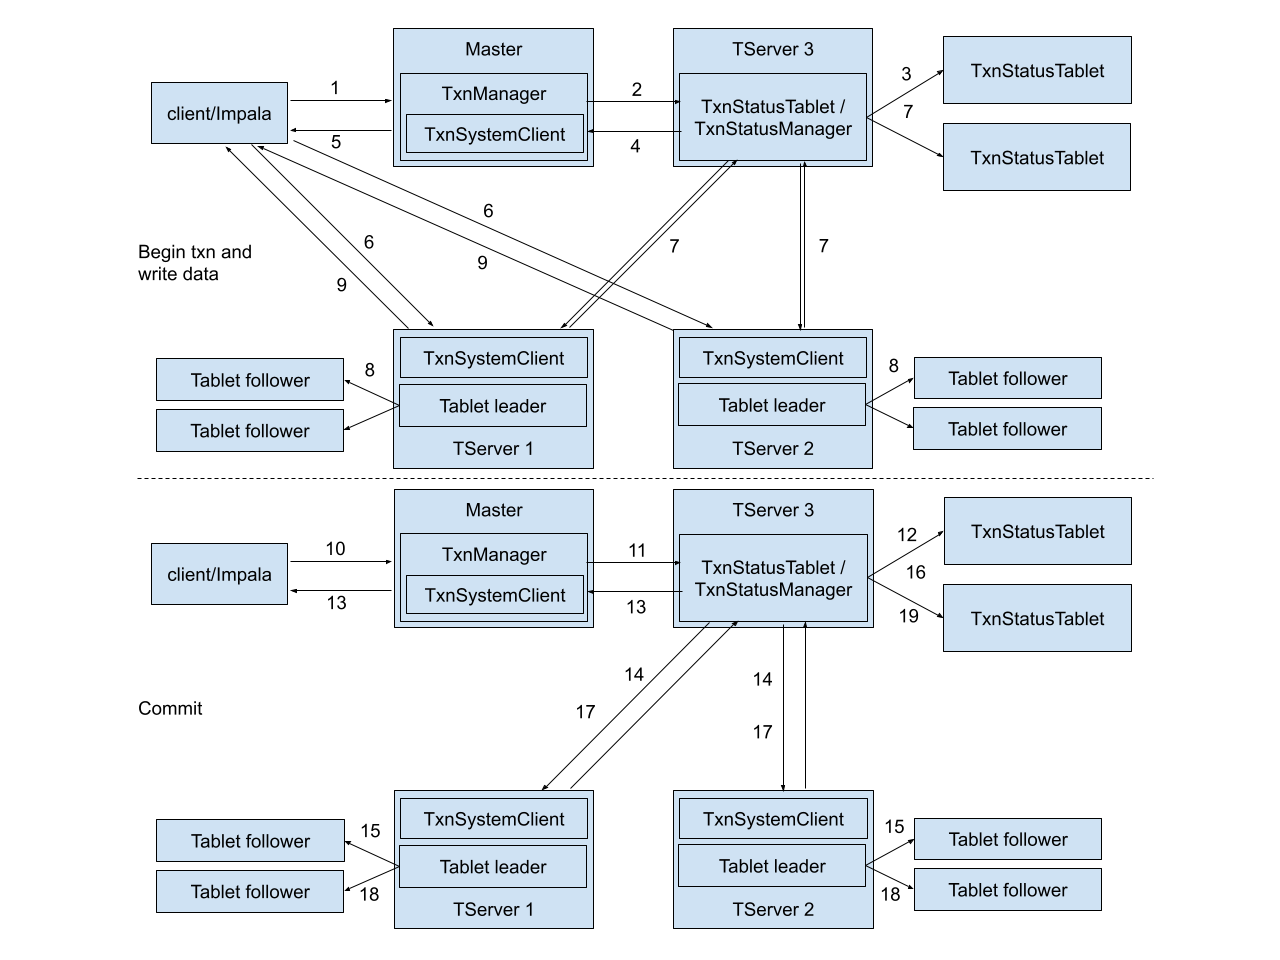 Master
TServer 3
TxnStatusTablet
client/Impala
1
TxnManager
TxnSystemClient
2
TxnStatusTablet /
TxnStatusManager
3
7
5
4
TxnStatusTablet
Begin txn and
write data
6
9
6
9
7
7
Tablet follower
Tablet follower
8
TxnSystemClient
Tablet leader
TServer 1
TxnSystemClient
Tablet leader
TServer 2
8
Tablet follower
Tablet follower
Master
TServer 3
TxnStatusTablet
client/Impala
10
13
TxnManager
TxnSystemClient
11
13
TxnStatusTablet /
TxnStatusManager
12
16
19
TxnStatusTablet
Commit
14
17
14
17
Tablet follower
Tablet follower
15
18
TxnSystemClient
Tablet leader
TServer 1
TxnSystemClient
Tablet leader
TServer 2
15
18
Tablet follower
Tablet follower